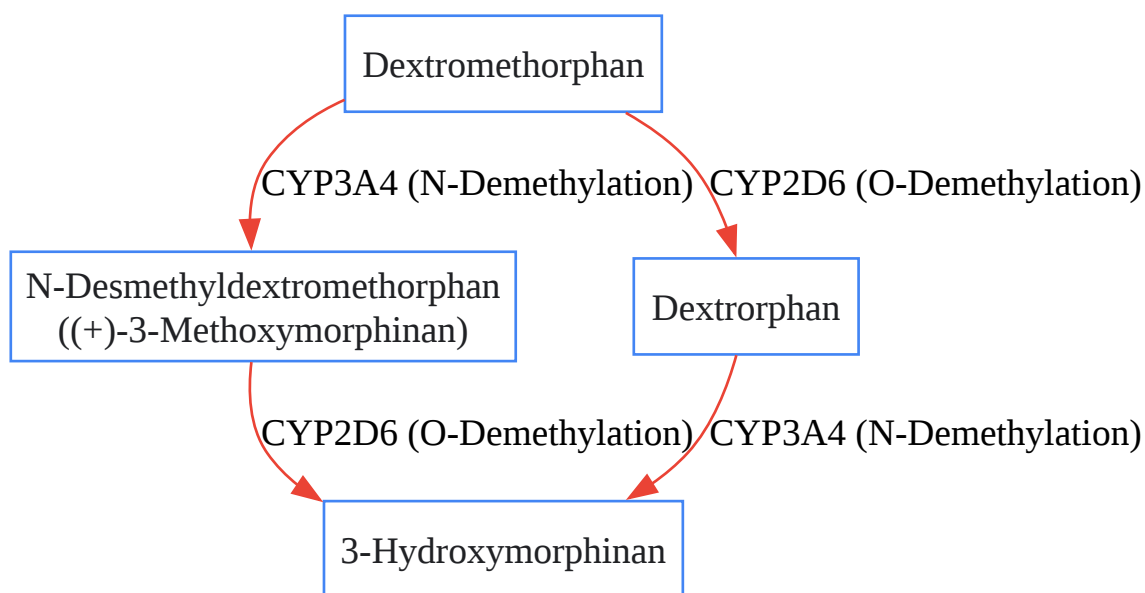 Dextromethorphan
CYP3A4 (N-Demethylation)
CYP2D6 (O-Demethylation)
N-Desmethyldextromethorphan
((+)-3-Methoxymorphinan)
Dextrorphan
CYP2D6 (O-Demethylation)
CYP3A4 (N-Demethylation)
3-Hydroxymorphinan